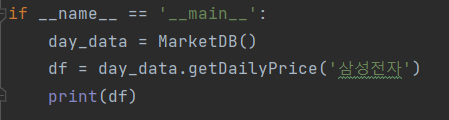 if __name__ == '__main__':
    day_data = MarketDB()
    df = day_data.getDailyPrice('삼성전자')
    print(df)